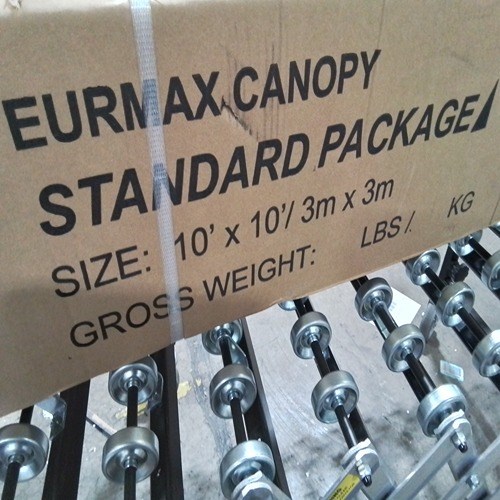 EURMAX CANOPY
STANDARD PACKAGE
SIZE: 10' x 10'/ 3m x 3m
GROSS WEIGHT: LBS/ KG